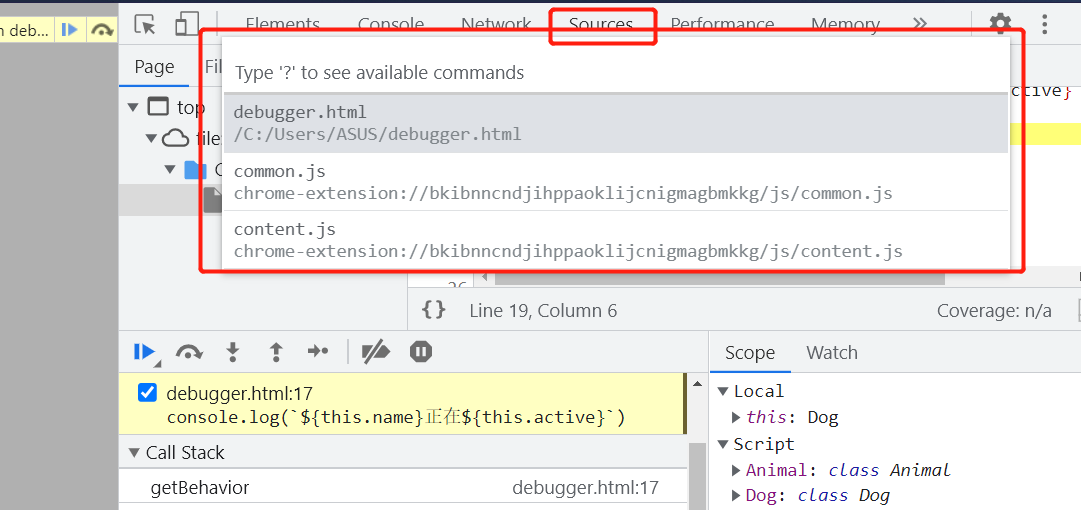 n deb...
Elements Console Network Sources Performance Memory »
Page Fil
Type '?' to see available commands
ctive}
top
debugger.html
/C:/Users/ASUS/debugger.html
file:
common.js
chrome-extension://bkibnncndjihppaoklijcnigmagbmkkg/js/common.js
content.js
chrome-extension://bkibnncndjihppaoklijcnigmagbmkkg/js/content.js
{} Line 19, Column 6 Coverage: n/a
Scope Watch
debugger.html:17
console.log(`${this.name}正在${this.active}`)
Call Stack
getBehavior debugger.html:17
Local
this: Dog
Script
Animal: class Animal
Dog: class Dog